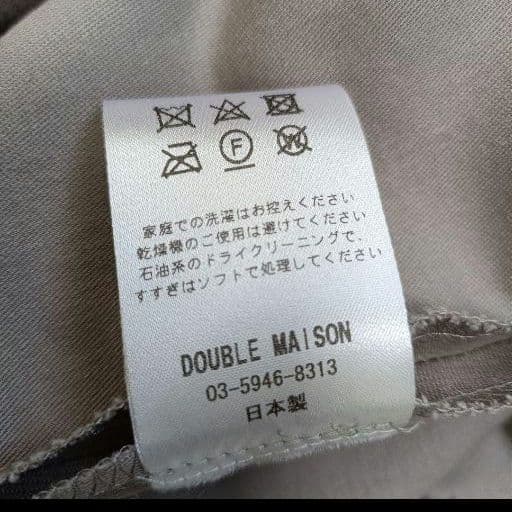 F W
家庭での洗濯はお控えください
乾燥機のご使用は避けてください
石油系のドライクリーニングで、
すすぎはソフトで処理してください
DOUBLE MAISON
03-5946-8313
日本製